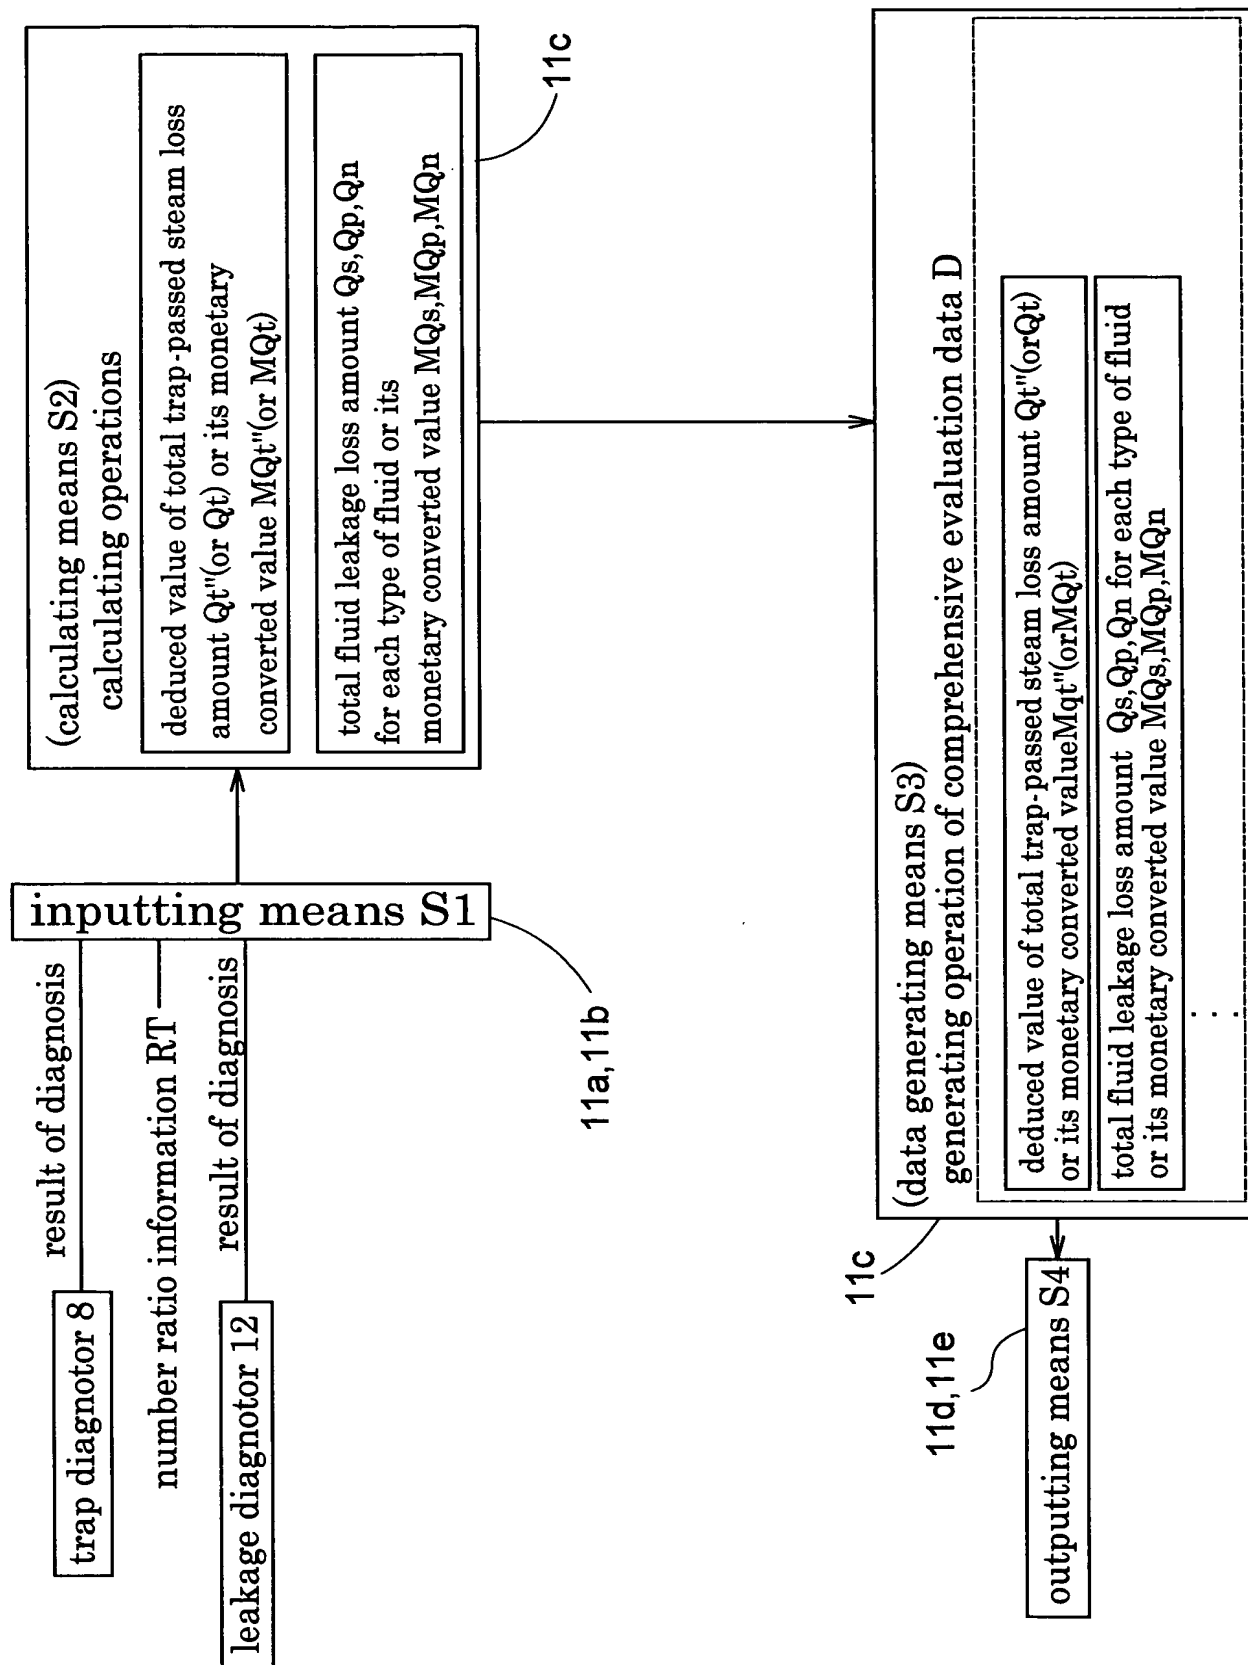 trap diagnotor 8
result of diagnosis
number ratio information RT
leakage diagnotor 12
result of diagnosis
inputting means S1
11a,11b
(calculating means S2)
calculating operations
deduced value of total trap-passed steam loss
amount Qt"(or Qt) or its monetary
converted value MQt"(or MQt)
total fluid leakage loss amount Qs,Qp,Qn
for each type of fluid or its
monetary converted value MQs,MQp,MQn
11c
(data generating means S3)
generating operation of comprehensive evaluation data D
deduced value of total trap-passed steam loss amount Qt"(orQt)
or its monetary converted valueMqt"(orMQt)
total fluid leakage loss amount Qs,Qp,Qn for each type of fluid
or its monetary converted value MQs,MQp,MQn
. . .
11c
outputting means S4
11d,11e